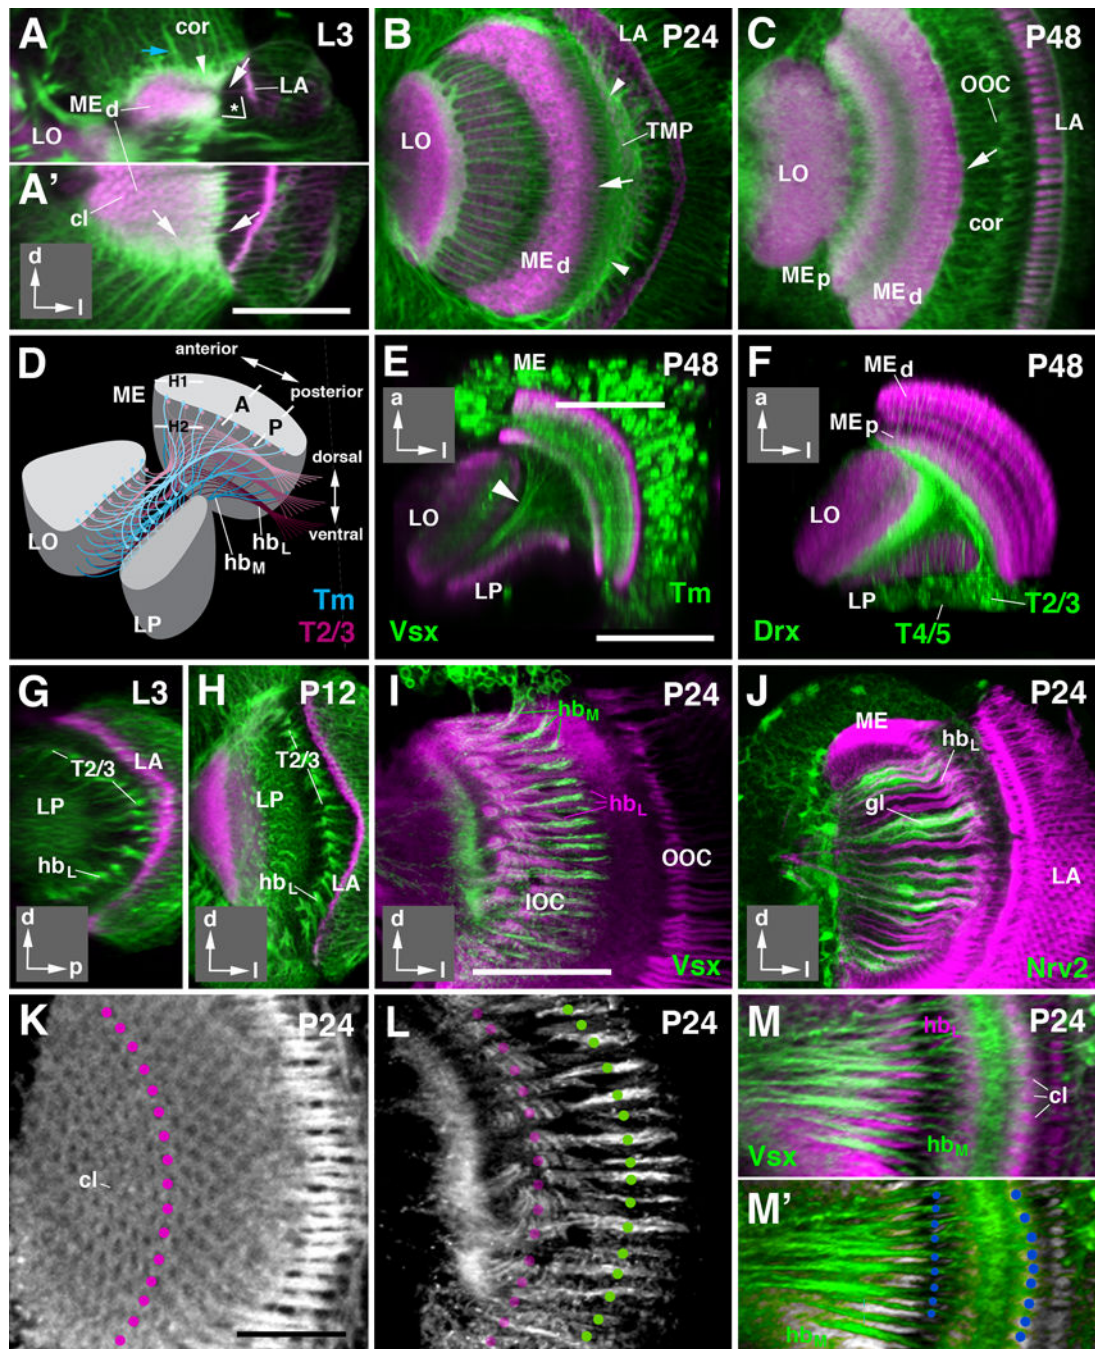 A
cor
L3
ME d
LA
*
LO
A'
cl
d
l
B
LA
P24
LO
TMP
ME d
C
P48
OOC
LA
LO
cor
ME p
ME d
D
anterior
posterior
ME
H1
A
P
H2
dorsal
ventral
LO
hb L
hb M
LP
Tm
T2/3
E
ME
P48
a
l
LO
LP
Vsx
Tm
F
P48
ME d
a
ME p
l
LO
LP
T2/3
Drx
T4/5
G
L3
T2/3
LA
LP
hb L
d
p
H
P12
T2/3
LP
hb L
LA
d
l
I
P24
hb M
hb L
OOC
IOC
d
l
Vsx
J
P24
ME
hb L
gl
LA
d
l
Nrv2
K
P24
cl
L
P24
M
hb L
P24
cl
Vsx
hb M
M'
hb M